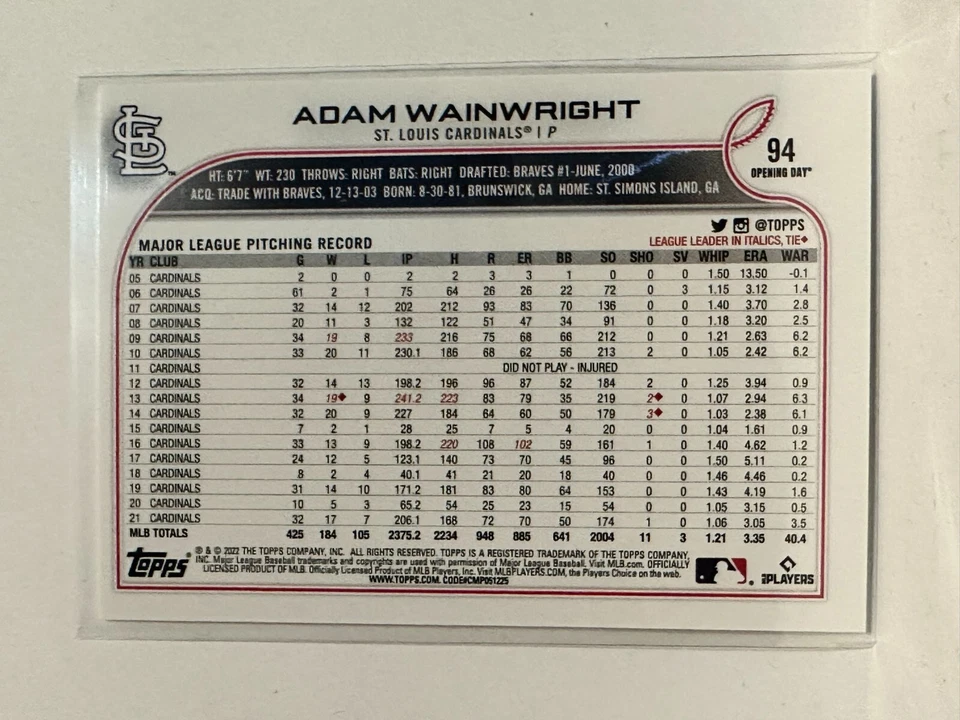 STL
™
ADAM WAINWRIGHT
ST. LOUIS CARDINALS® | P
94
OPENING DAY®
HT: 6'7" WT: 230 THROWS: RIGHT BATS: RIGHT DRAFTED: BRAVES #1-JUNE, 2000
ACQ: TRADE WITH BRAVES, 12-13-03 BORN: 8-30-81, BRUNSWICK, GA HOME: ST. SIMONS ISLAND, GA
@TOPPS
MAJOR LEAGUE PITCHING RECORD
LEAGUE LEADER IN ITALICS, TIE◆
YR CLUB G W L IP H R ER BB SO SHO SV WHIP ERA WAR
05 CARDINALS 2 0 0 2 2 3 3 1 0 0 0 1.50 13.50 -0.1
06 CARDINALS 61 2 1 75 64 26 26 22 72 0 3 1.15 3.12 1.4
07 CARDINALS 32 14 12 202 212 93 83 70 136 0 0 1.40 3.70 2.8
08 CARDINALS 20 11 3 132 122 51 47 34 91 0 0 1.18 3.20 2.5
09 CARDINALS 34 19 8 233 216 75 68 66 212 0 0 1.21 2.63 6.2
10 CARDINALS 33 20 11 230.1 186 68 62 56 213 2 0 1.05 2.42 6.2
11 CARDINALS DID NOT PLAY - INJURED
12 CARDINALS 32 14 13 198.2 196 96 87 52 184 2 0 1.25 3.94 0.9
13 CARDINALS 34 19◆ 9 241.2 223 83 79 35 219 2◆ 0 1.07 2.94 6.3
14 CARDINALS 32 20 9 227 184 64 60 50 179 3◆ 0 1.03 2.38 6.1
15 CARDINALS 7 2 1 28 25 7 5 4 20 0 0 1.04 1.61 0.9
16 CARDINALS 33 13 9 198.2 220 108 102 59 161 1 0 1.40 4.62 1.2
17 CARDINALS 24 12 5 123.1 140 73 70 45 96 0 0 1.50 5.11 0.2
18 CARDINALS 8 2 4 40.1 41 21 20 18 40 0 0 1.46 4.46 0.2
19 CARDINALS 31 14 10 171.2 181 83 80 64 153 0 0 1.43 4.19 1.6
20 CARDINALS 10 5 3 65.2 54 25 23 15 54 0 0 1.05 3.15 0.5
21 CARDINALS 32 17 7 206.1 168 72 70 50 174 1 0 1.06 3.05 3.5
MLB TOTALS 425 184 105 2375.2 2234 948 885 641 2004 11 3 1.21 3.35 40.4
Topps®
® & © 2022 THE TOPPS COMPANY, INC. ALL RIGHTS RESERVED. TOPPS IS A REGISTERED TRADEMARK OF THE TOPPS COMPANY,
INC. Major League Baseball trademarks and copyrights are used with permission of Major League Baseball. Visit MLB.com. OFFICIALLY
LICENSED PRODUCT OF MLB. Officially Licensed Product of MLB Players, Inc. Visit MLBPLAYERS.COM, the Players Choice on the web.
WWW.TOPPS.COM. CODE#CMP051225
MLB PLAYERS